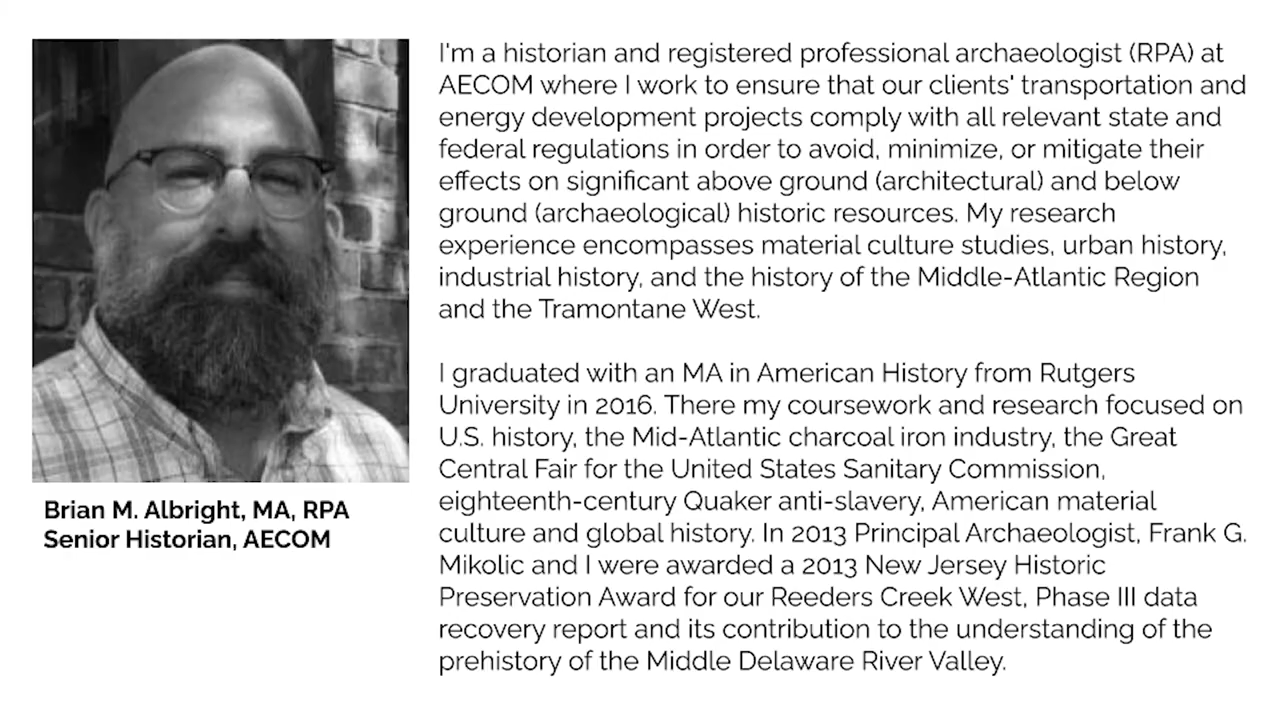 I'm a historian and registered professional archaeologist (RPA) at
AECOM where I work to ensure that our clients' transportation and
energy development projects comply with all relevant state and
federal regulations in order to avoid, minimize, or mitigate their
effects on significant above ground (architectural) and below
ground (archaeological) historic resources. My research
experience encompasses material culture studies, urban history,
industrial history, and the history of the Middle-Atlantic Region
and the Tramontane West.
I graduated with an MA in American History from Rutgers
University in 2016. There my coursework and research focused on
U.S. history, the Mid-Atlantic charcoal iron industry, the Great
Central Fair for the United States Sanitary Commission,
eighteenth-century Quaker anti-slavery, American material
culture and global history. In 2013 Principal Archaeologist, Frank G.
Mikolic and I were awarded a 2013 New Jersey Historic
Preservation Award for our Reeders Creek West, Phase III data
recovery report and its contribution to the understanding of the
prehistory of the Middle Delaware River Valley.
Brian M. Albright, MA, RPA
Senior Historian, AECOM